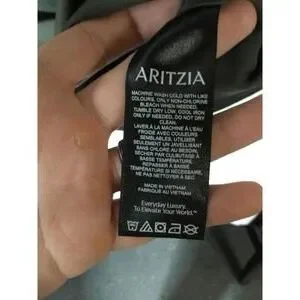 ARITZIA
MACHINE WASH COLD WITH LIKE
COLOURS. ONLY NON-CHLORINE
BLEACH WHEN NEEDED.
TUMBLE DRY LOW. COOL IRON
ONLY IF NEEDED. DO NOT DRY
CLEAN.
LAVER À LA MACHINE À L'EAU
FROIDE AVEC COULEURS
SEMBLABLES. UTILISER
SEULEMENT UN JAVELLISANT
SANS CHLORE AU BESOIN.
SÉCHER PAR CULBUTAGE À
BASSE TEMPÉRATURE.
SI NÉCESSAIRE.
NE PAS NETTOYER À SEC.
MADE IN VIETNAM
FABRIQUÉ AU VIETNAM
Everyday Luxury.
To Elevate Your World.™